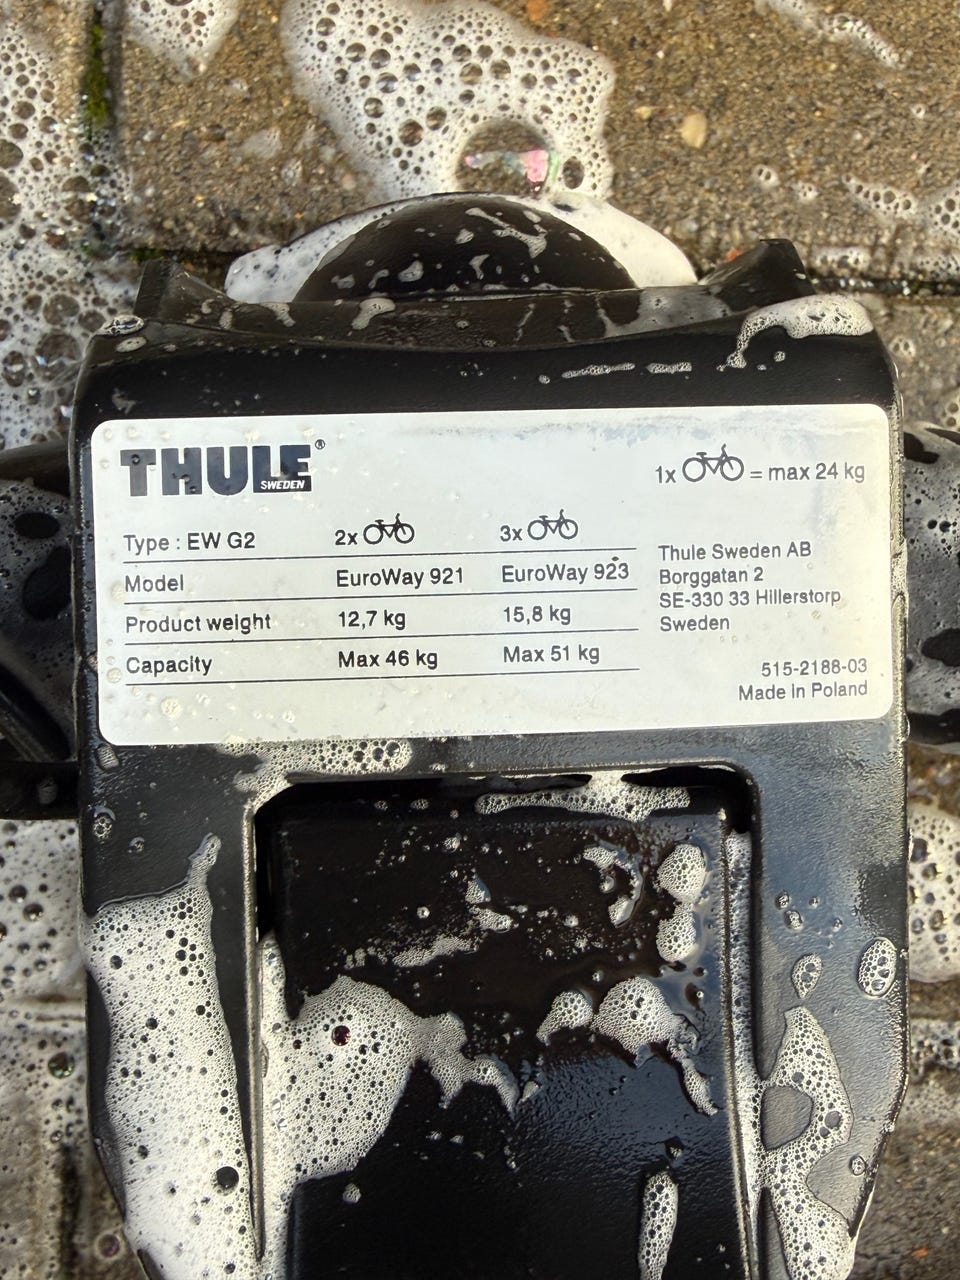 THULE®
SWEDEN
1x = max 24 kg
Type : EW G2 2x 3x
Model EuroWay 921 EuroWay 923
Product weight 12,7 kg 15,8 kg
Capacity Max 46 kg Max 51 kg
Thule Sweden AB
Borggatan 2
SE-330 33 Hillerstorp
Sweden
515-2188-03
Made in Poland